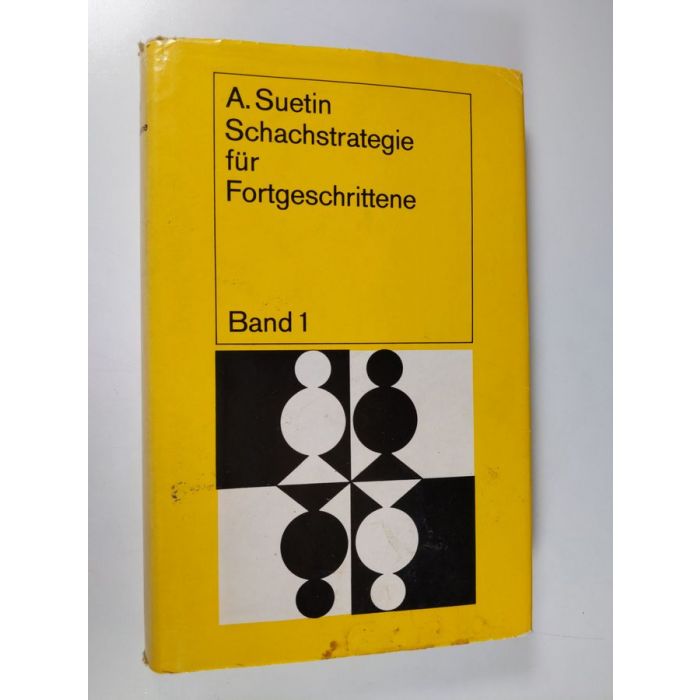 A. Suetin
Schachstrategie
für
Fortgeschrittene
Band 1